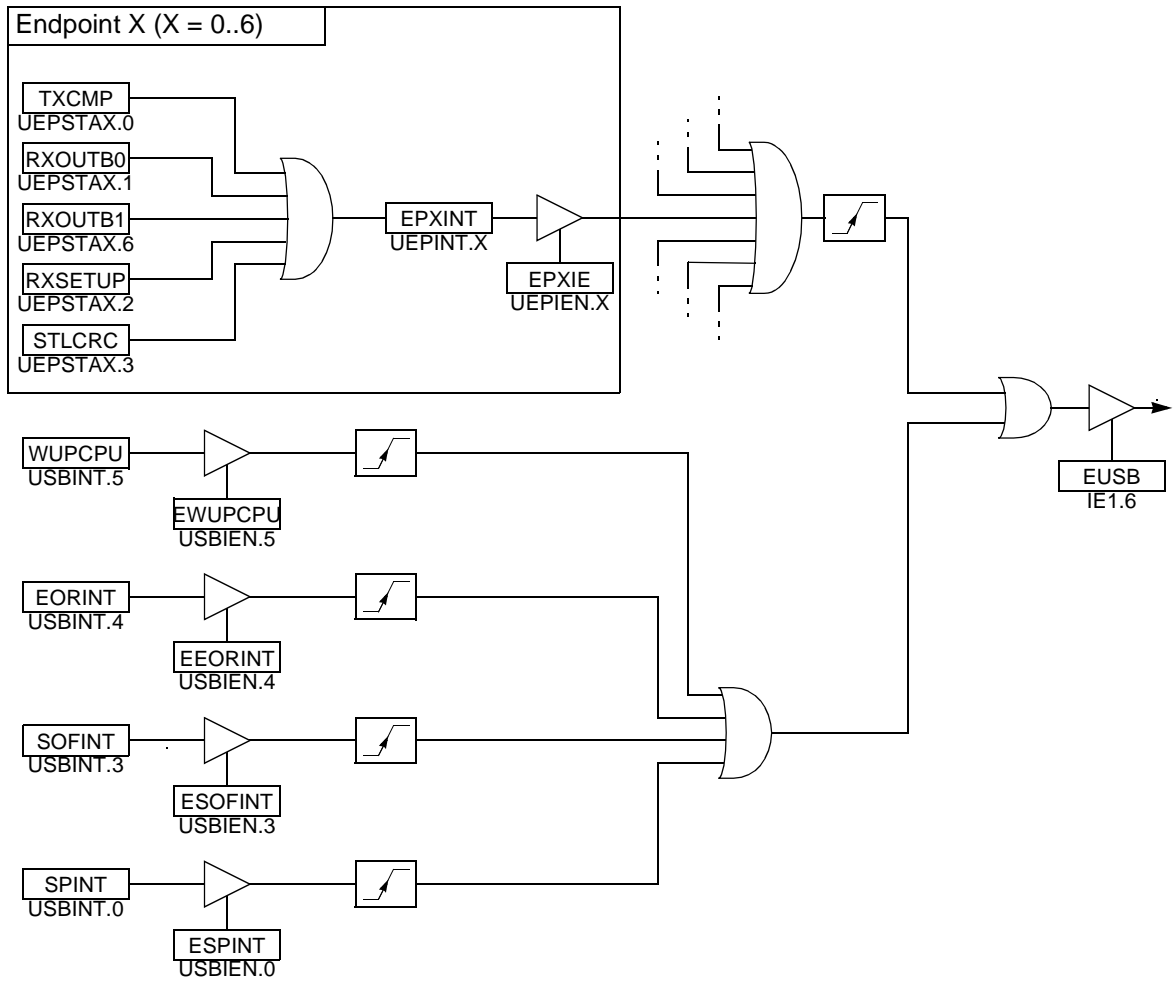 Endpoint X (X = 0..6)
TXCMP
UEPSTAX.0
RXOUTB0
UEPSTAX.1
RXOUTB1
UEPSTAX.6
RXSETUP
UEPSTAX.2
STLCRC
UEPSTAX.3
EPXINT
UEPINT.X
EPXIE
UEPIEN.X
WUPCPU
USBINT.5
EWUPCPU
USBIEN.5
EUSB
IE1.6
EORINT
USBINT.4
EEORINT
USBIEN.4
SOFINT
USBINT.3
ESOFINT
USBIEN.3
SPINT
USBINT.0
ESPINT
USBIEN.0